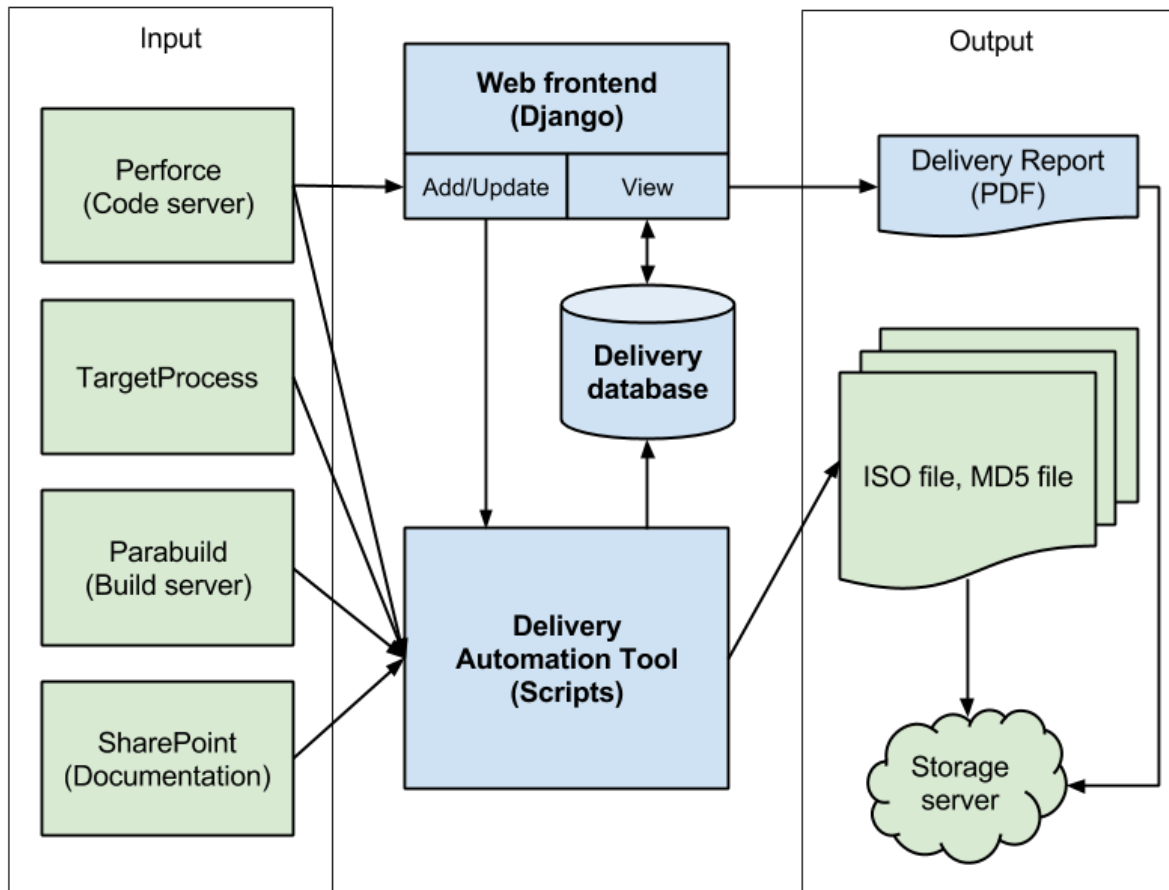 Input
Perforce
(Code server)
TargetProcess
Parabuild
(Build server)
SharePoint
(Documentation)
Web frontend
(Django)
Add/Update
View
Delivery
database
Delivery
Automation Tool
(Scripts)
Output
Delivery Report
(PDF)
ISO file, MD5 file
Storage
server